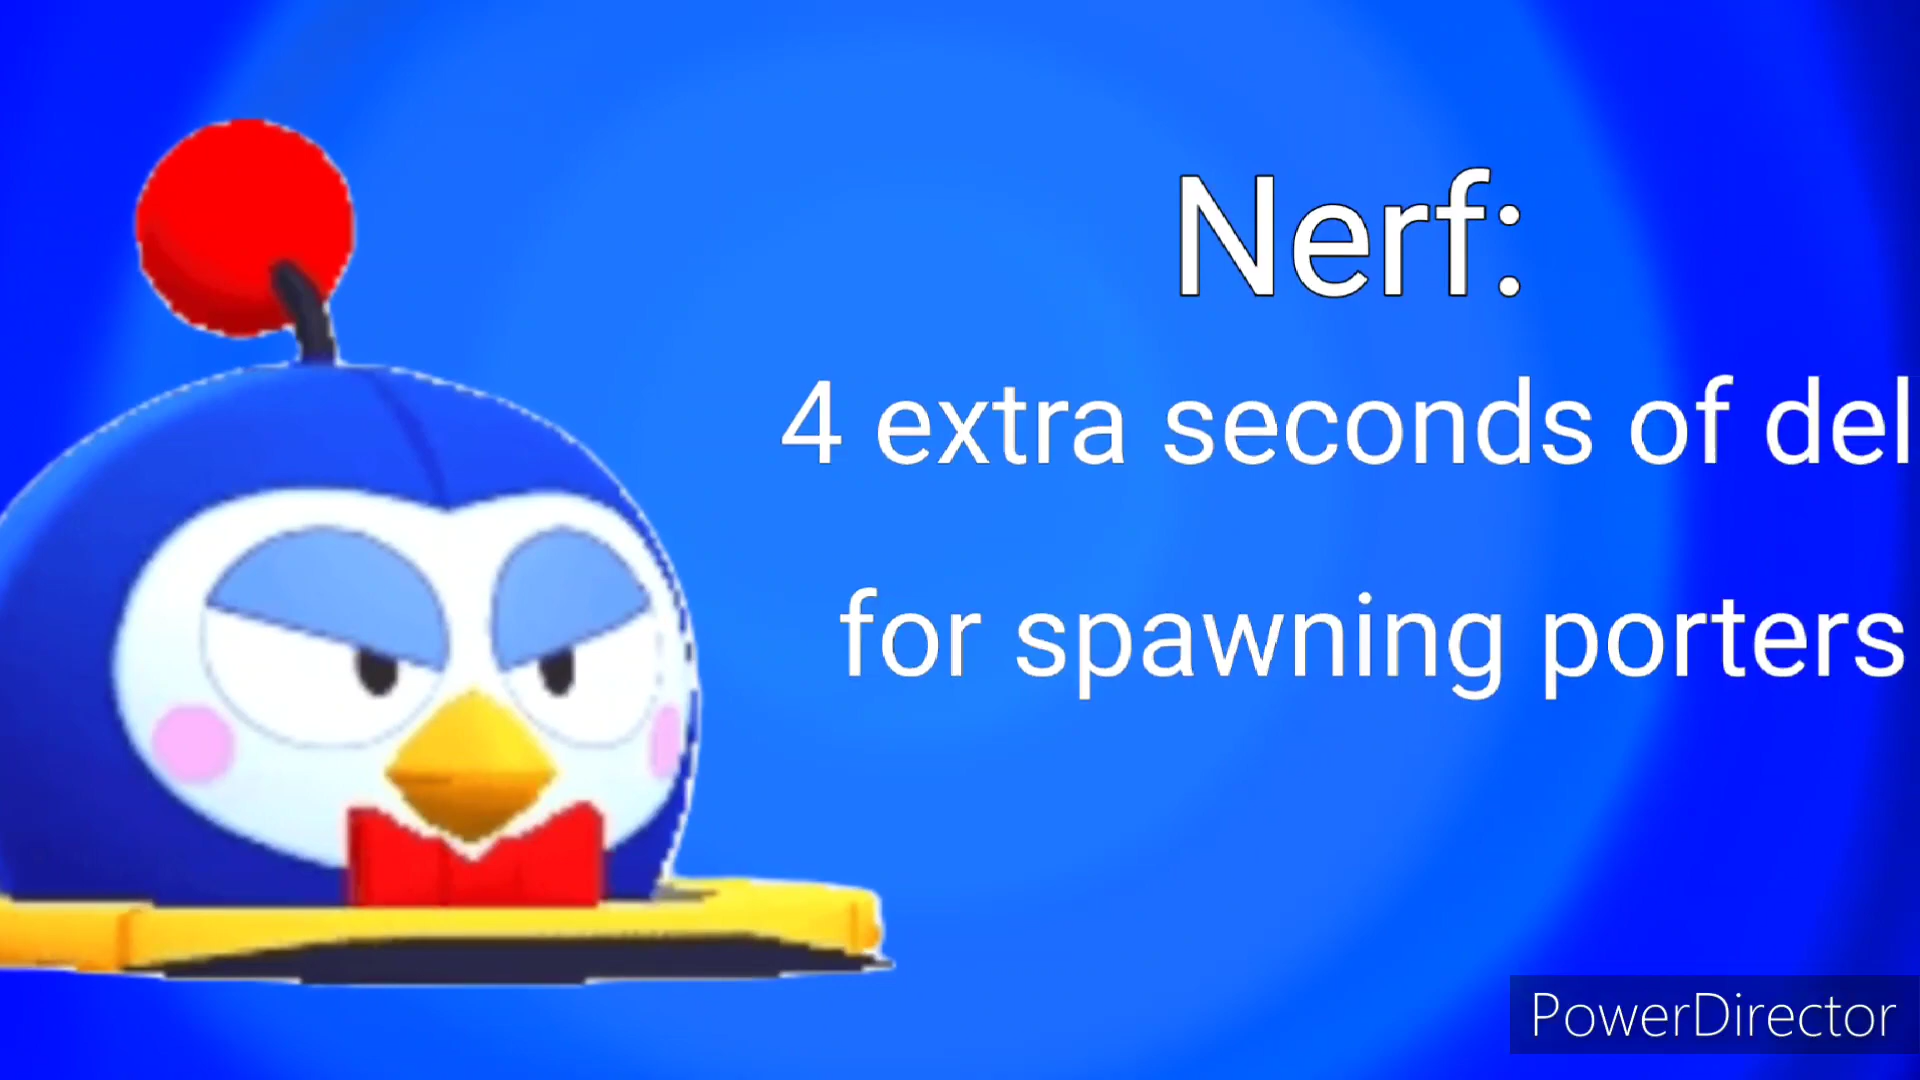 Nerf:
4 extra seconds of del
for spawning porters
PowerDirector